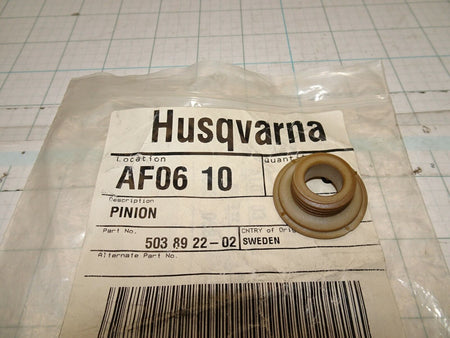 Husqvarna
Location
Quanti
AF06 10
Description
PINION
Part No.
503 89 22-02
CNTRY of Orig
SWEDEN
Alternate Part No.